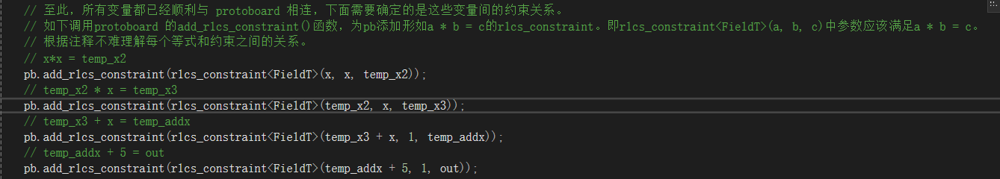 // 至此，所有变量都已经顺利与 protoboard 相连，下面需要确定的是这些变量间的约束关系。
// 如下调用protoboard 的add_r1cs_constraint()函数，为pb添加形如a * b = c的r1cs_constraint。即r1cs_constraint<FieldT>(a, b, c)中参数应该满足a * b = c。
// 根据注释不难理解每个等式和约束之间的关系。
// x*x = temp_x2
pb.add_r1cs_constraint(r1cs_constraint<FieldT>(x, x, temp_x2));
// temp_x2 * x = temp_x3
pb.add_r1cs_constraint(r1cs_constraint<FieldT>(temp_x2, x, temp_x3));
// temp_x3 + x = temp_addx
pb.add_r1cs_constraint(r1cs_constraint<FieldT>(temp_x3 + x, 1, temp_addx));
// temp_addx + 5 = out
pb.add_r1cs_constraint(r1cs_constraint<FieldT>(temp_addx + 5, 1, out));